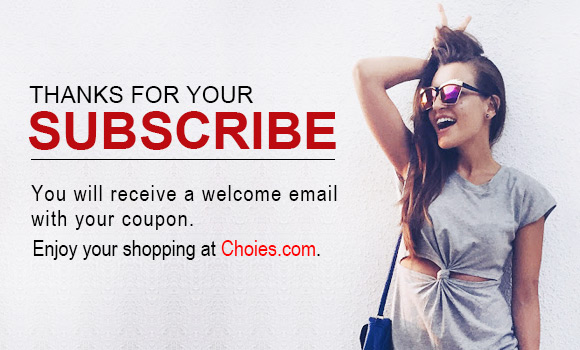 THANKS FOR YOUR
SUBSCRIBE
You will receive a welcome email
with your coupon.
Enjoy your shopping at Choies.com.